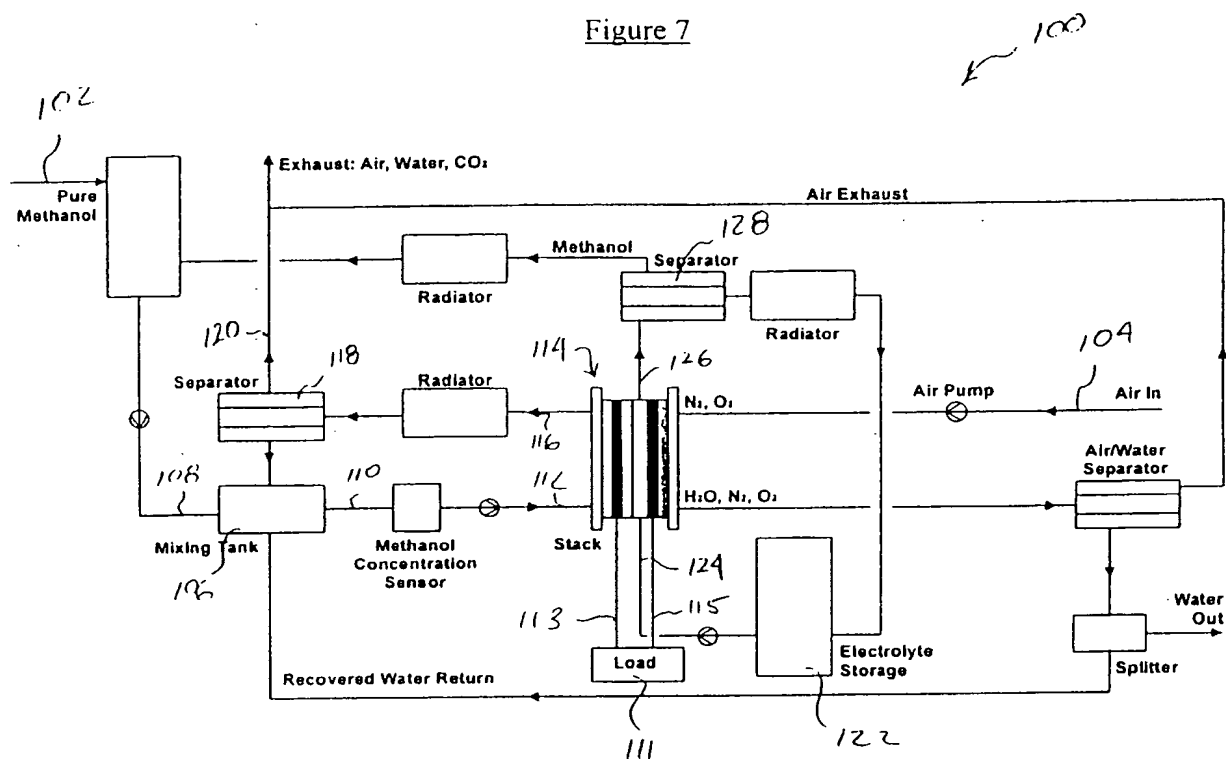 Figure 7
100
102
Pure
Methanol
Exhaust: Air, Water, CO₂
Air Exhaust
128
Methanol
Separator
Radiator
Radiator
120
118
Separator
Radiator
114
126
116
N₂, O₂
Air Pump
104
Air In
Air/Water
Separator
108
110
112
H₂O, N₂, O₂
Mixing Tank
106
Methanol
Concentration
Sensor
Stack
124
113
115
Water
Out
Load
Electrolyte
Storage
Splitter
Recovered Water Return
111
122